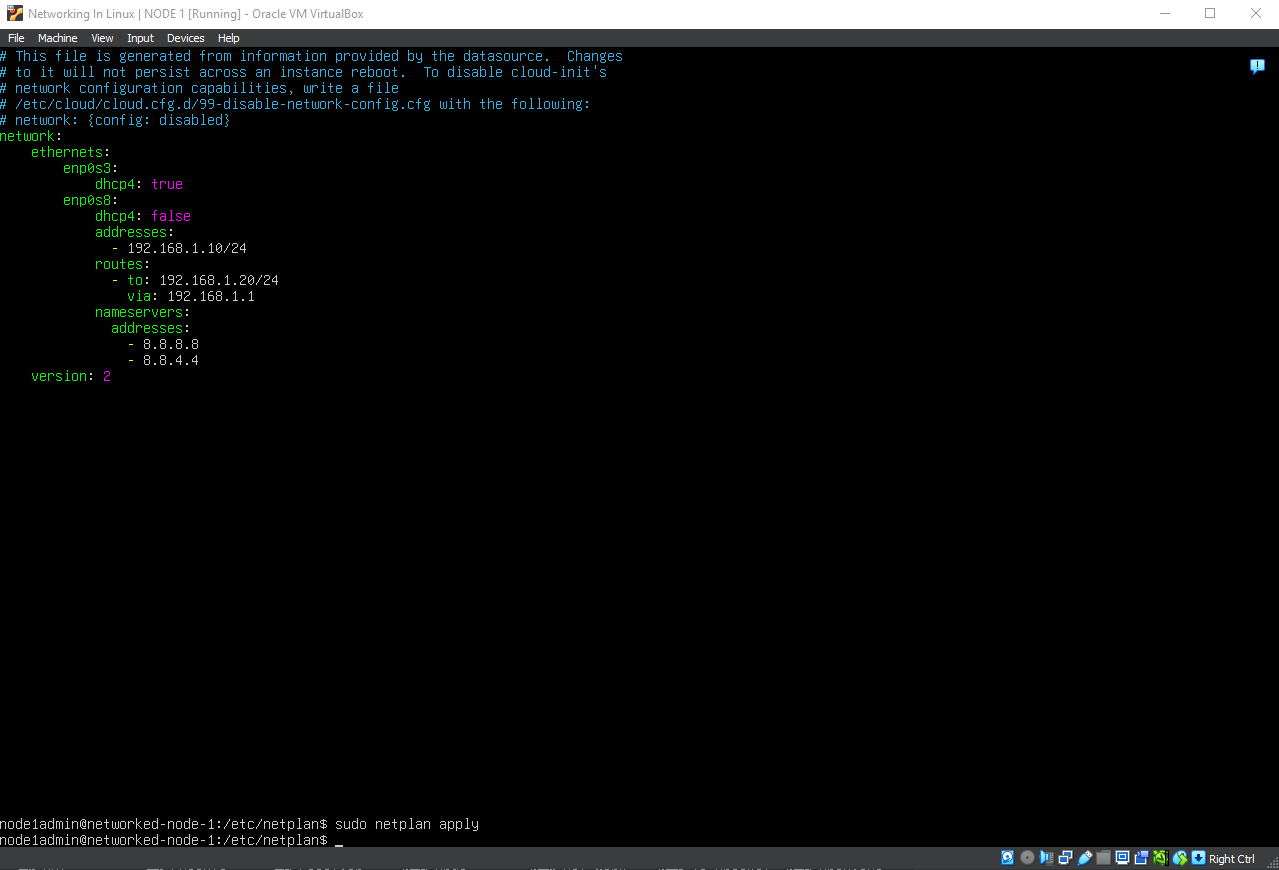 Networking In Linux | NODE 1 [Running] - Oracle VM VirtualBox
File Machine View Input Devices Help
# This file is generated from information provided by the datasource.  Changes
# to it will not persist across an instance reboot.  To disable cloud-init's
# network configuration capabilities, write a file
# /etc/cloud/cloud.cfg.d/99-disable-network-config.cfg with the following:
# network: {config: disabled}
network:
    ethernets:
        enp0s3:
            dhcp4: true
        enp0s8:
            dhcp4: false
            addresses:
              - 192.168.1.10/24
            routes:
              - to: 192.168.1.20/24
                via: 192.168.1.1
            nameservers:
              addresses:
                - 8.8.8.8
                - 8.8.4.4
    version: 2
node1admin@networked-node-1:/etc/netplan$ sudo netplan apply
node1admin@networked-node-1:/etc/netplan$ _
Right Ctrl